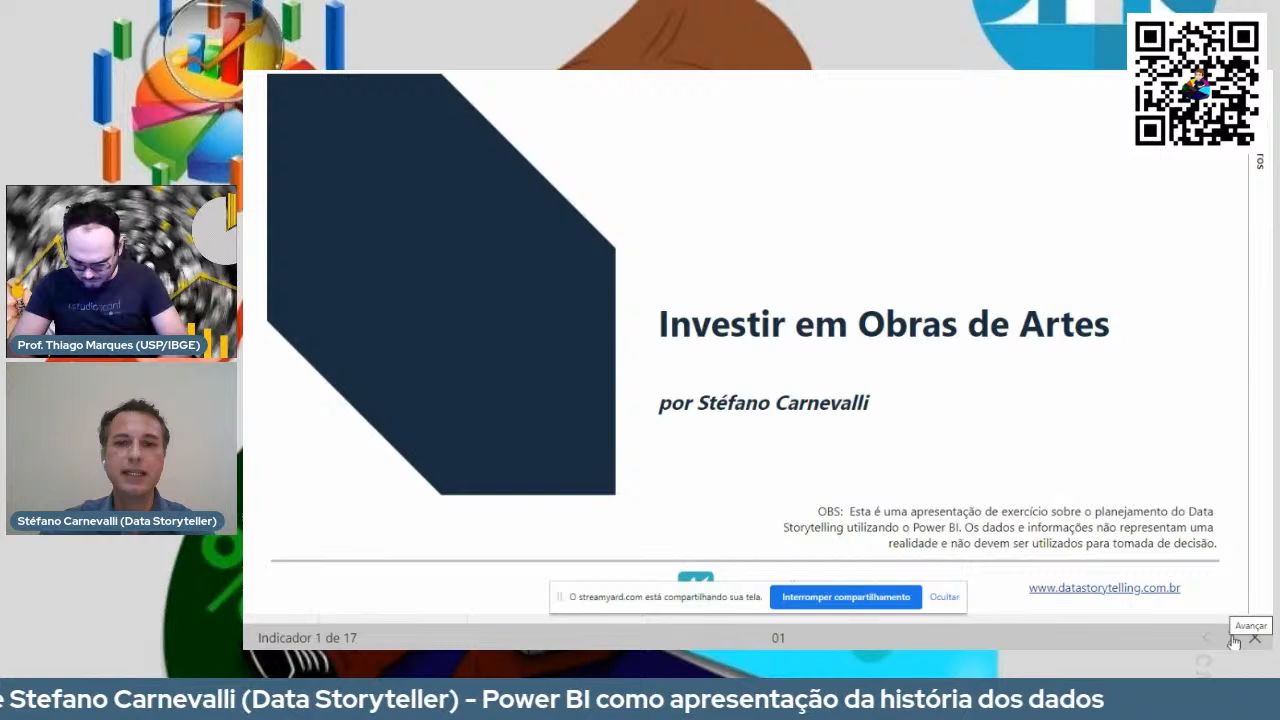 ros
Prof. Thiago Marques (USP/IBGE)
Stéfano Carnevalli (Data Storyteller)
Investir em Obras de Artes
por Stéfano Carnevalli
OBS: Esta é uma apresentação de exercício sobre o planejamento do Data
Storytelling utilizando o Power BI. Os dados e informações não representam uma
realidade e não devem ser utilizados para tomada de decisão.
O streamyard.com está compartilhando sua tela.
Interromper compartilhamento
Ocultar
www.datastorytelling.com.br
Avançar
Indicador 1 de 17
01
e Stefano Carnevalli (Data Storyteller) - Power BI como apresentação da história dos dados